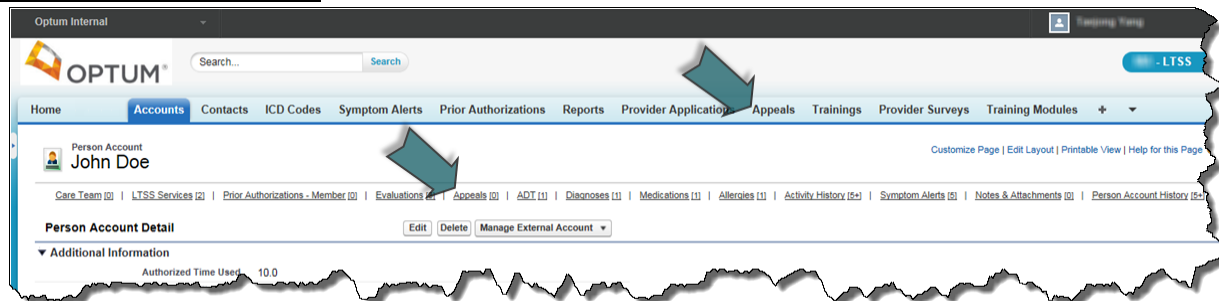 Optum Internal
OPTUM®
Search...
Search
- LTSS
Home Accounts Contacts ICD Codes Symptom Alerts Prior Authorizations Reports Provider Applications Appeals Trainings Provider Surveys Training Modules +
Person Account
John Doe
Customize Page | Edit Layout | Printable View | Help for this Page
Care Team [0] | LTSS Services [2] | Prior Authorizations - Member [0] | Evaluations | Appeals [0] | ADT [1] | Diagnoses [1] | Medications [1] | Allergies [1] | Activity History [5+] | Symptom Alerts [5] | Notes & Attachments [0] | Person Account History [5+]
Person Account Detail
Edit Delete Manage External Account
Additional Information
Authorized Time Used 10.0